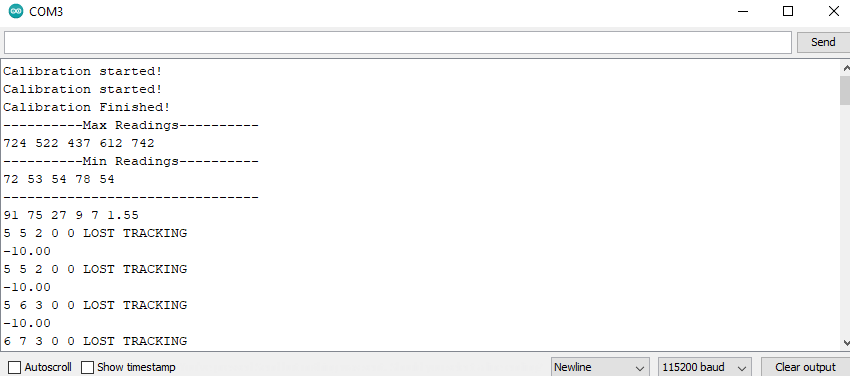 COM3
Send
Calibration started!
Calibration started!
Calibration Finished!
----------Max Readings----------
724 522 437 612 742
----------Min Readings----------
72 53 54 78 54
--------------------------------
91 75 27 9 7 1.55
5 5 2 0 0 LOST TRACKING
-10.00
5 5 2 0 0 LOST TRACKING
-10.00
5 6 3 0 0 LOST TRACKING
-10.00
6 7 3 0 0 LOST TRACKING
Autoscroll Show timestamp Newline 115200 baud Clear output